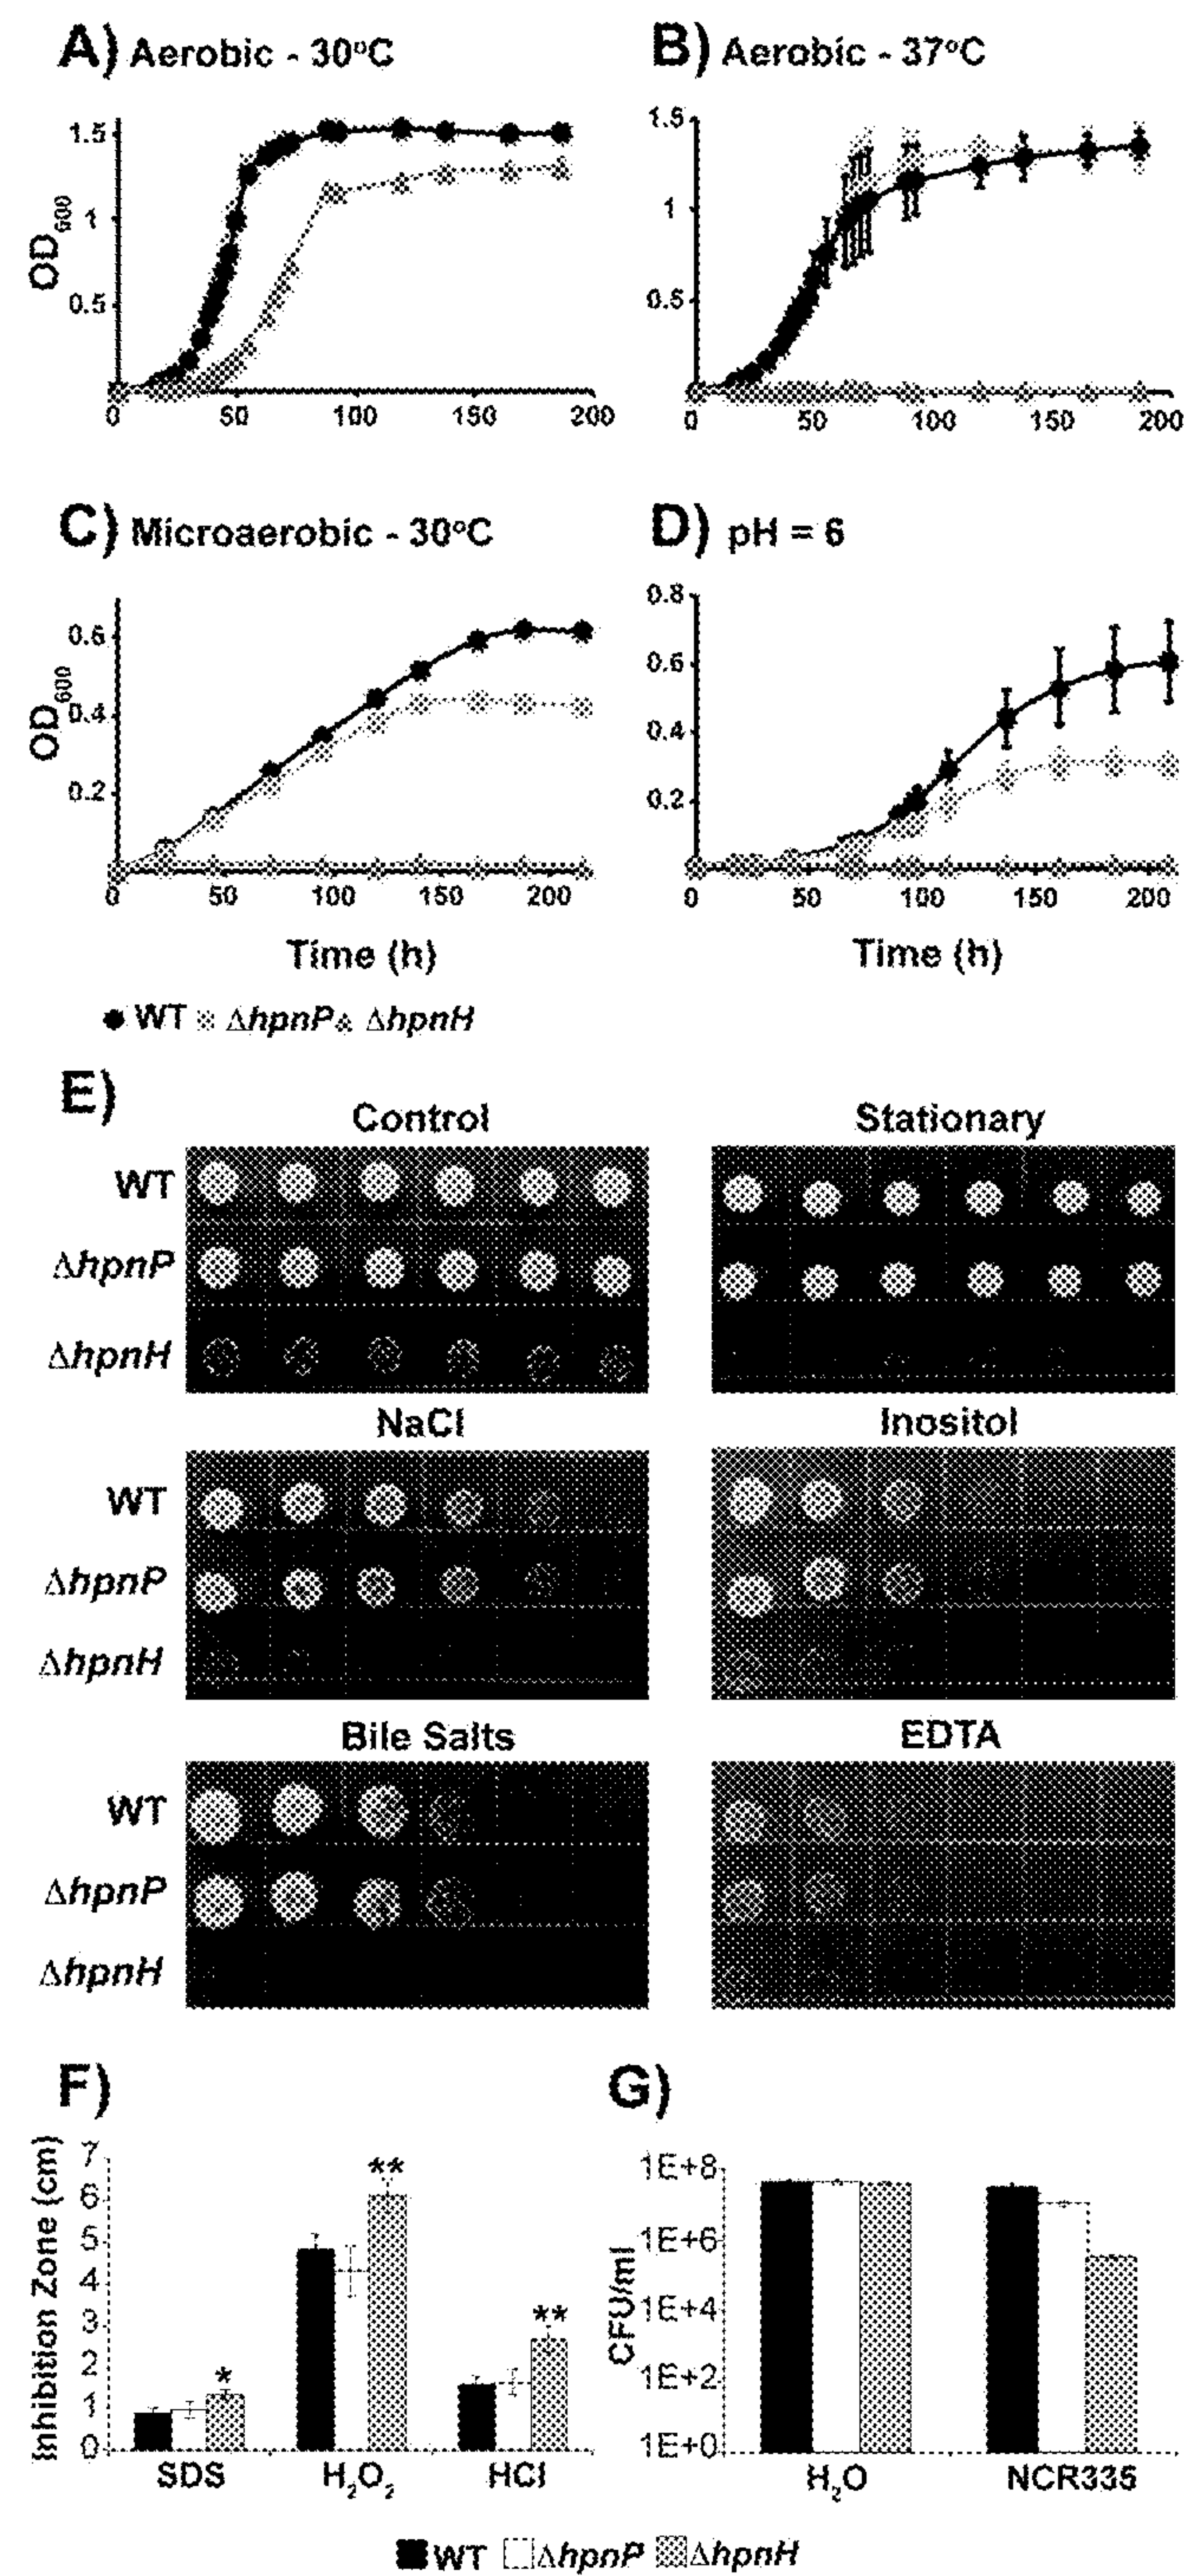 A) Aerobic - 30°C
B) Aerobic - 37°C
OD600
1.5
1
0.5
0 50 100 150 200
1.5
1
0.5
0 50 100 150 200
C) Microaerobic - 30°C
D) pH = 6
OD600
0.6
0.4
0.2
0 50 100 150 200
0.8
0.6
0.4
0.2
0 50 100 150 200
Time (h)
Time (h)
WT ΔhpnP ΔhpnH
E)
Control
Stationary
WT
ΔhpnP
ΔhpnH
NaCl
Inositol
WT
ΔhpnP
ΔhpnH
Bile Salts
EDTA
WT
ΔhpnP
ΔhpnH
F)
G)
Inhibition Zone (cm)
7
6
5
4
3
2
1
0
*
**
**
SDS H2O2 HCl
CFU/ml
1E+8
1E+6
1E+4
1E+2
1E+0
H2O NCR335
WT ΔhpnP ΔhpnH